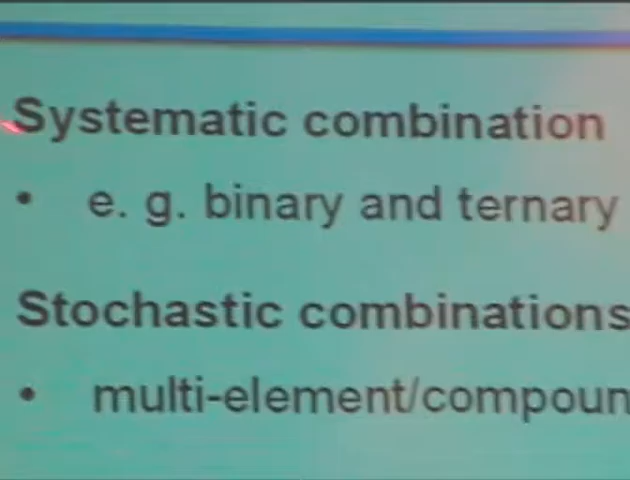 Systematic combination
• e. g. binary and ternary
Stochastic combinations
• multi-element/compoun